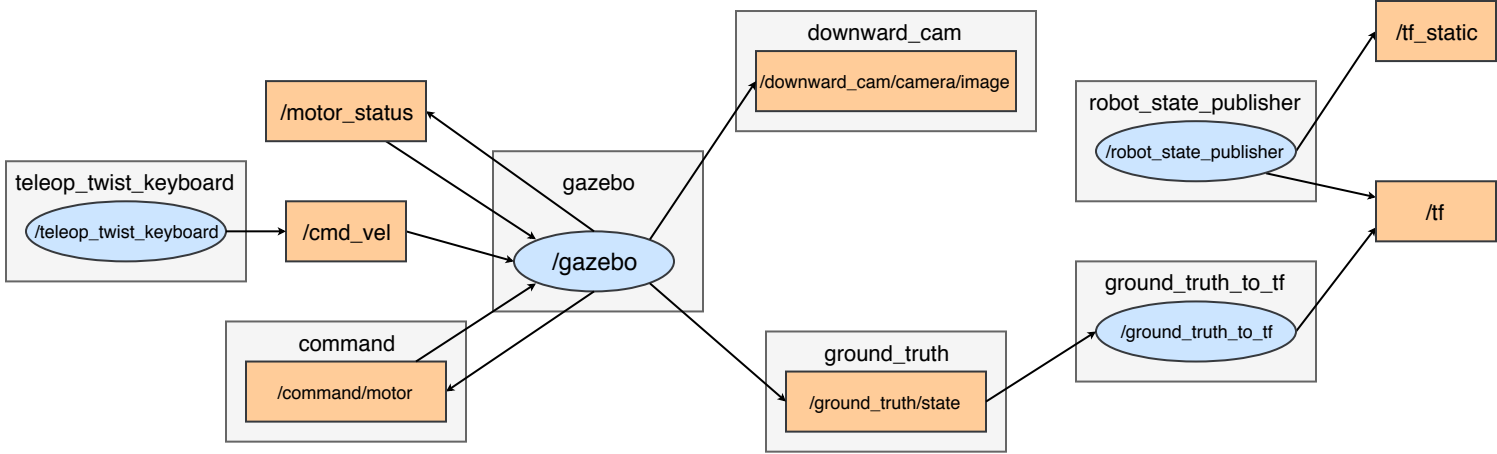 downward_cam
/downward_cam/camera/image
/tf_static
robot_state_publisher
/robot_state_publisher
/motor_status
gazebo
/gazebo
teleop_twist_keyboard
/teleop_twist_keyboard
/cmd_vel
/tf
ground_truth_to_tf
/ground_truth_to_tf
command
/command/motor
ground_truth
/ground_truth/state